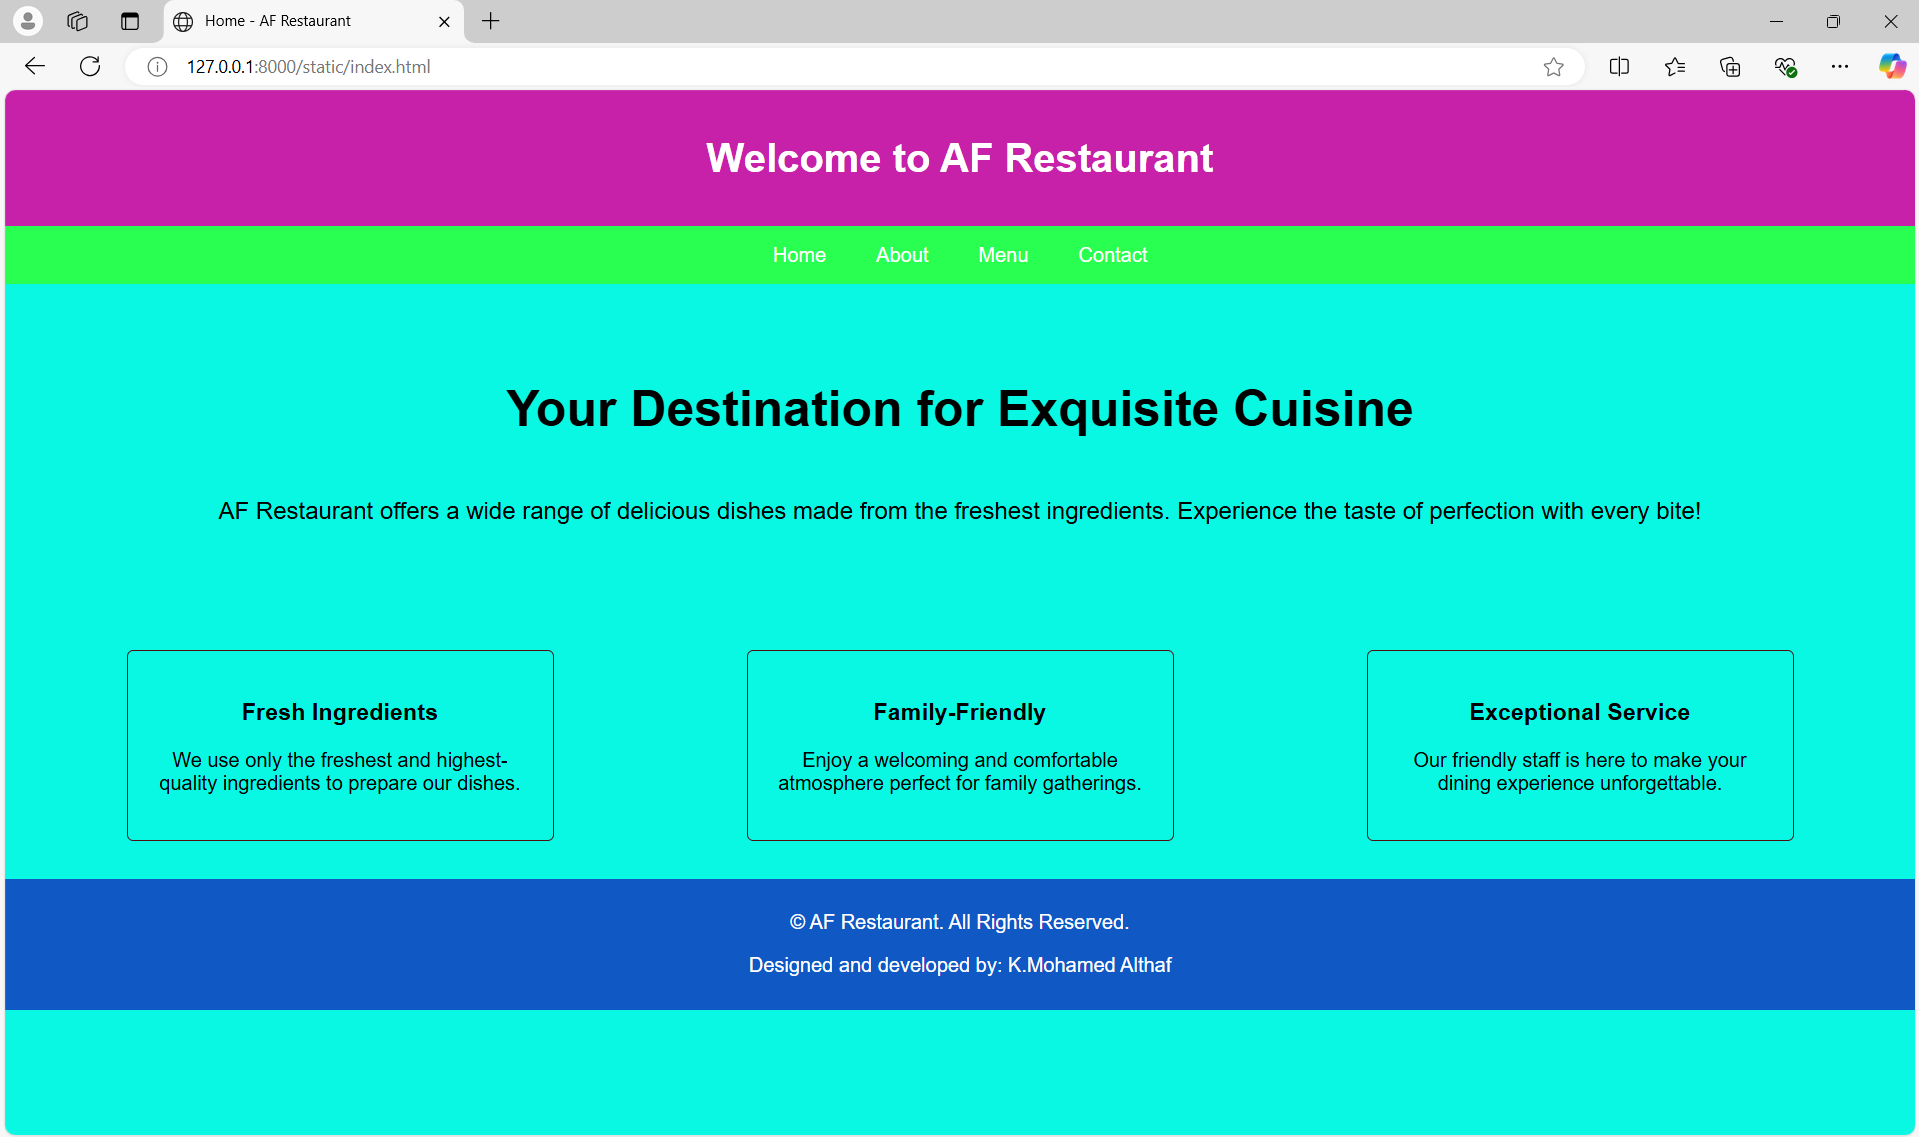 Home - AF Restaurant
127.0.0.1:8000/static/index.html
Welcome to AF Restaurant
Home About Menu Contact
Your Destination for Exquisite Cuisine
AF Restaurant offers a wide range of delicious dishes made from the freshest ingredients. Experience the taste of perfection with every bite!
Fresh Ingredients
We use only the freshest and highest-
quality ingredients to prepare our dishes.
Family-Friendly
Enjoy a welcoming and comfortable
atmosphere perfect for family gatherings.
Exceptional Service
Our friendly staff is here to make your
dining experience unforgettable.
© AF Restaurant. All Rights Reserved.
Designed and developed by: K.Mohamed Althaf